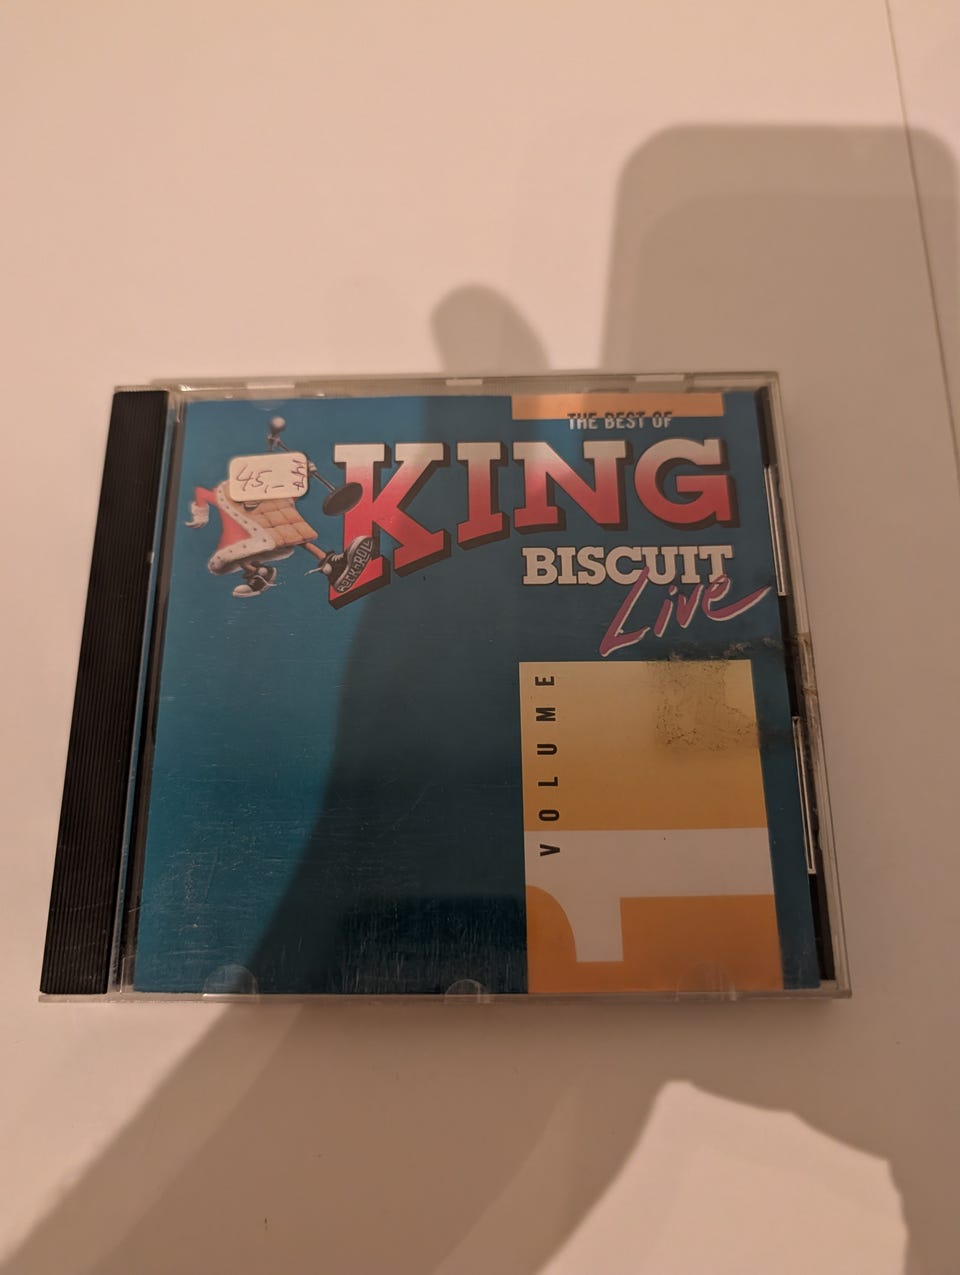 THE BEST OF
KING
BISCUIT
Live
45,-
ROCK N ROLL
VOLUME
1